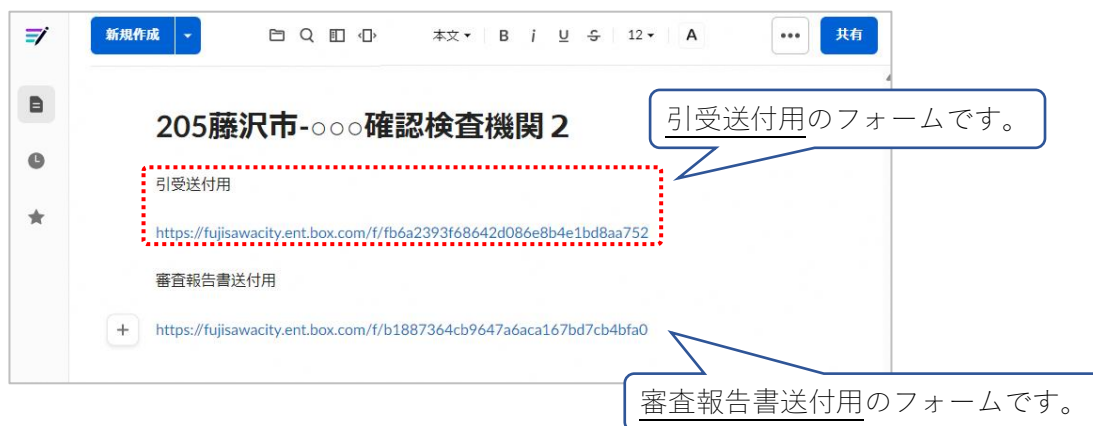 新規作成 本文 B i U S 12 A ••• 共有
引受送付用のフォームです。
205藤沢市-○○○確認検査機関２
引受送付用
https://fujisawacity.ent.box.com/f/fb6a2393f68642d086e8b4e1bd8aa752
審査報告書送付用
https://fujisawacity.ent.box.com/f/b1887364cb9647a6aca167bd7cb4bfa0
審査報告書送付用のフォームです。